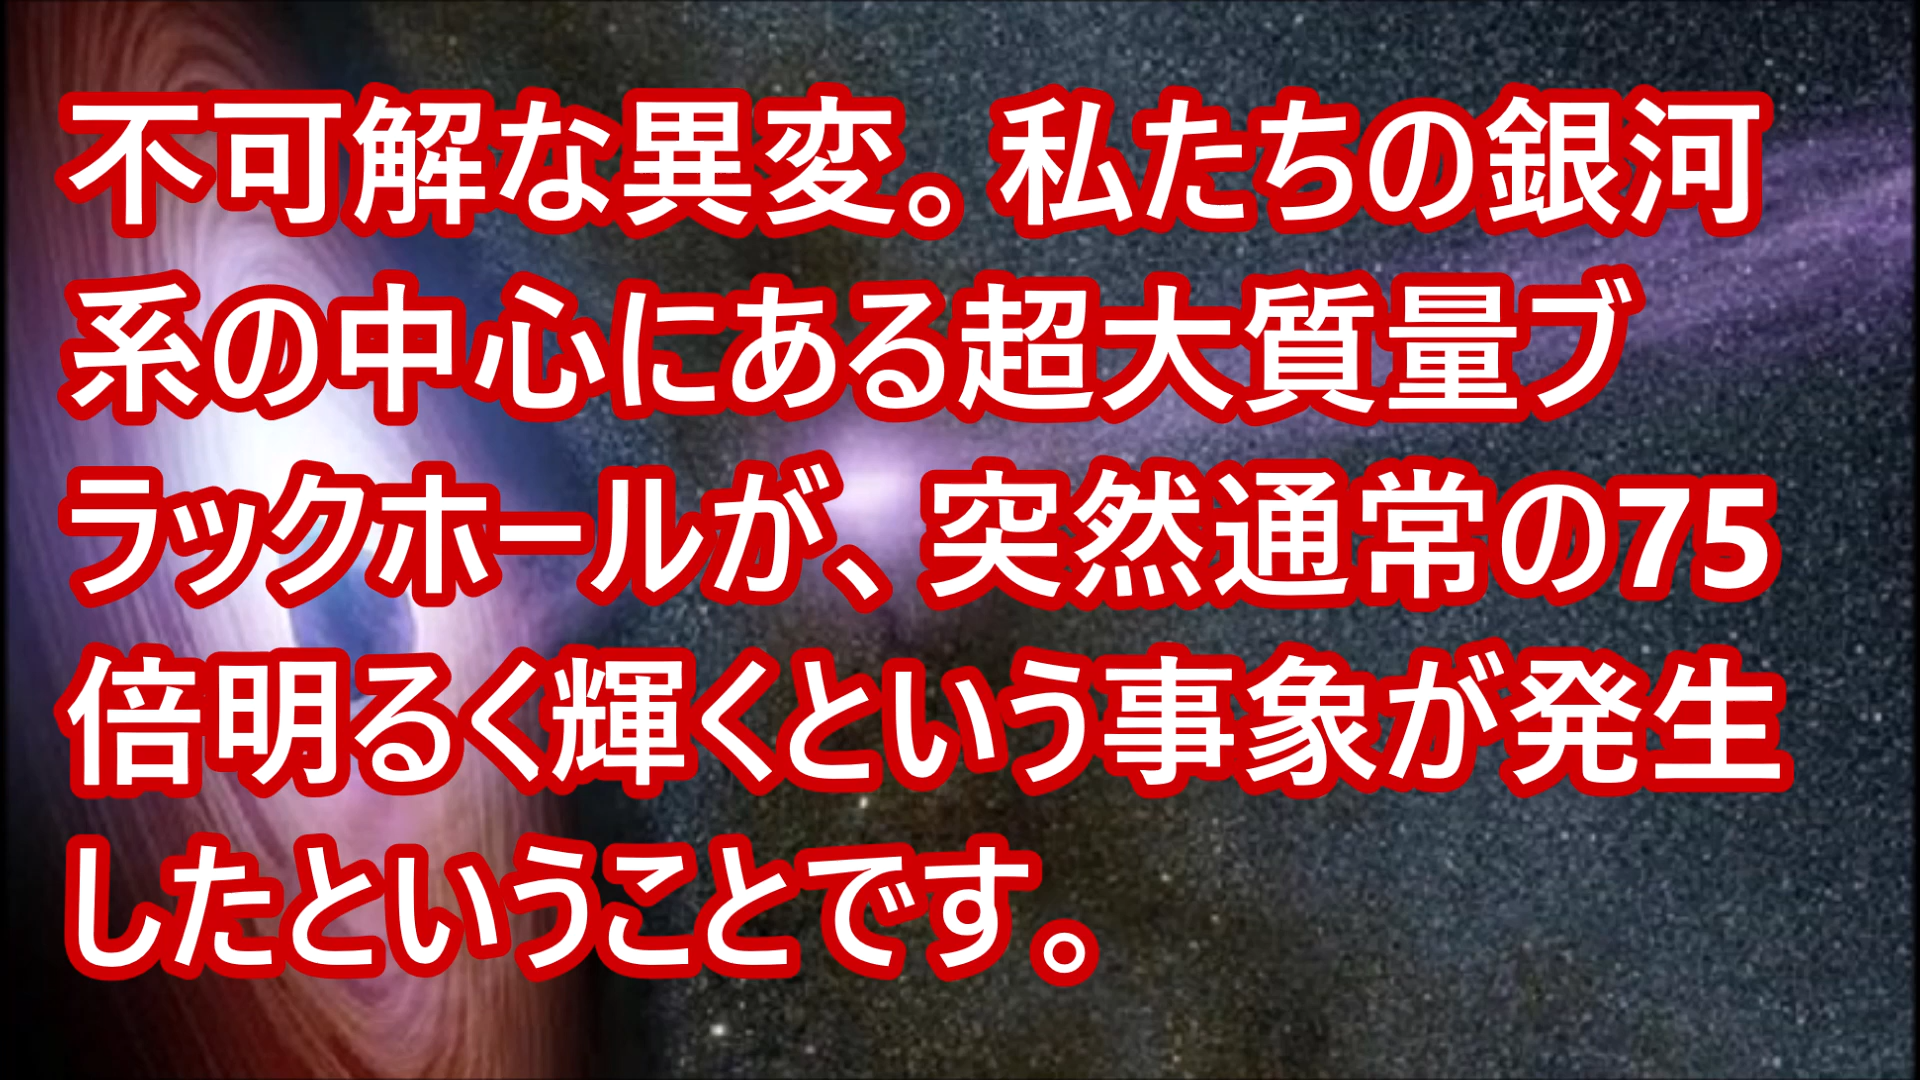 不可解な異変。私たちの銀河
系の中心にある超大質量ブ
ラックホールが、突然通常の75
倍明るく輝くという事象が発生
したということです。